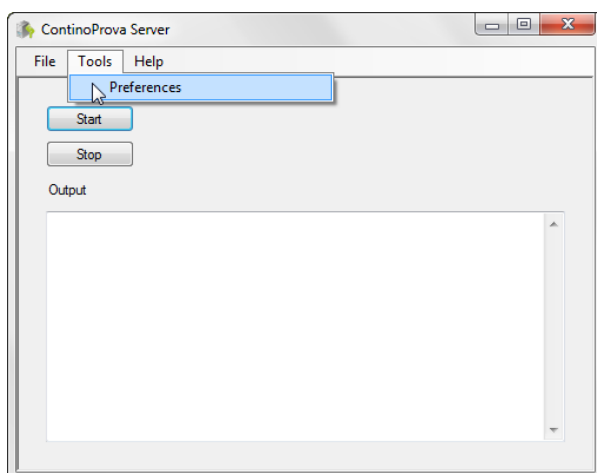 ContinoProva Server
File Tools Help
Preferences
Start
Stop
Output